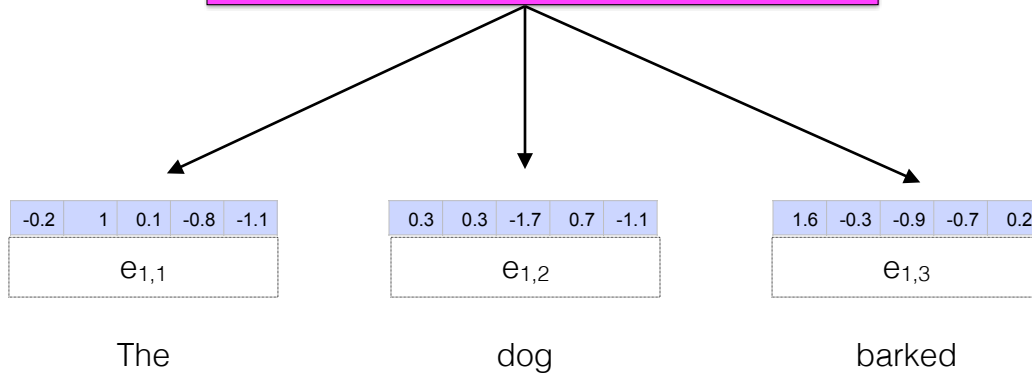 -0.2 1 0.1 -0.8 -1.1 0.3 0.3 -1.7 0.7 -1.1 1.6 -0.3 -0.9 -0.7 0.2
e1,1 e1,2 e1,3
The dog barked